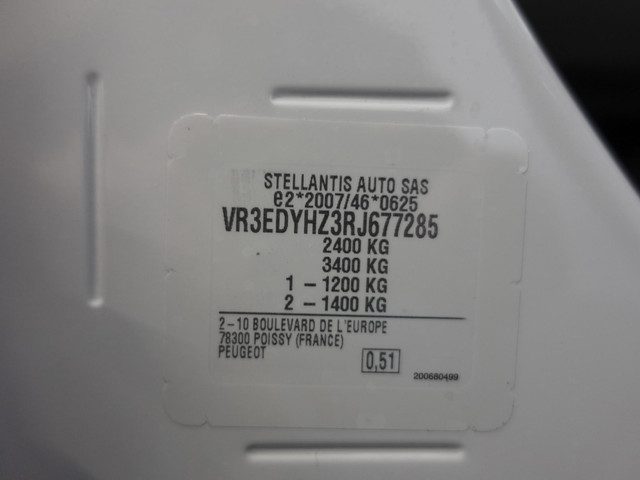 STELLANTIS AUTO SAS
e2*2007/46*0625
VR3EDYHZ3RJ677285
2400 KG
3400 KG
1 - 1200 KG
2 - 1400 KG
2-10 BOULEVARD DE L'EUROPE
78300 POISSY (FRANCE)
PEUGEOT
0,51
200680499